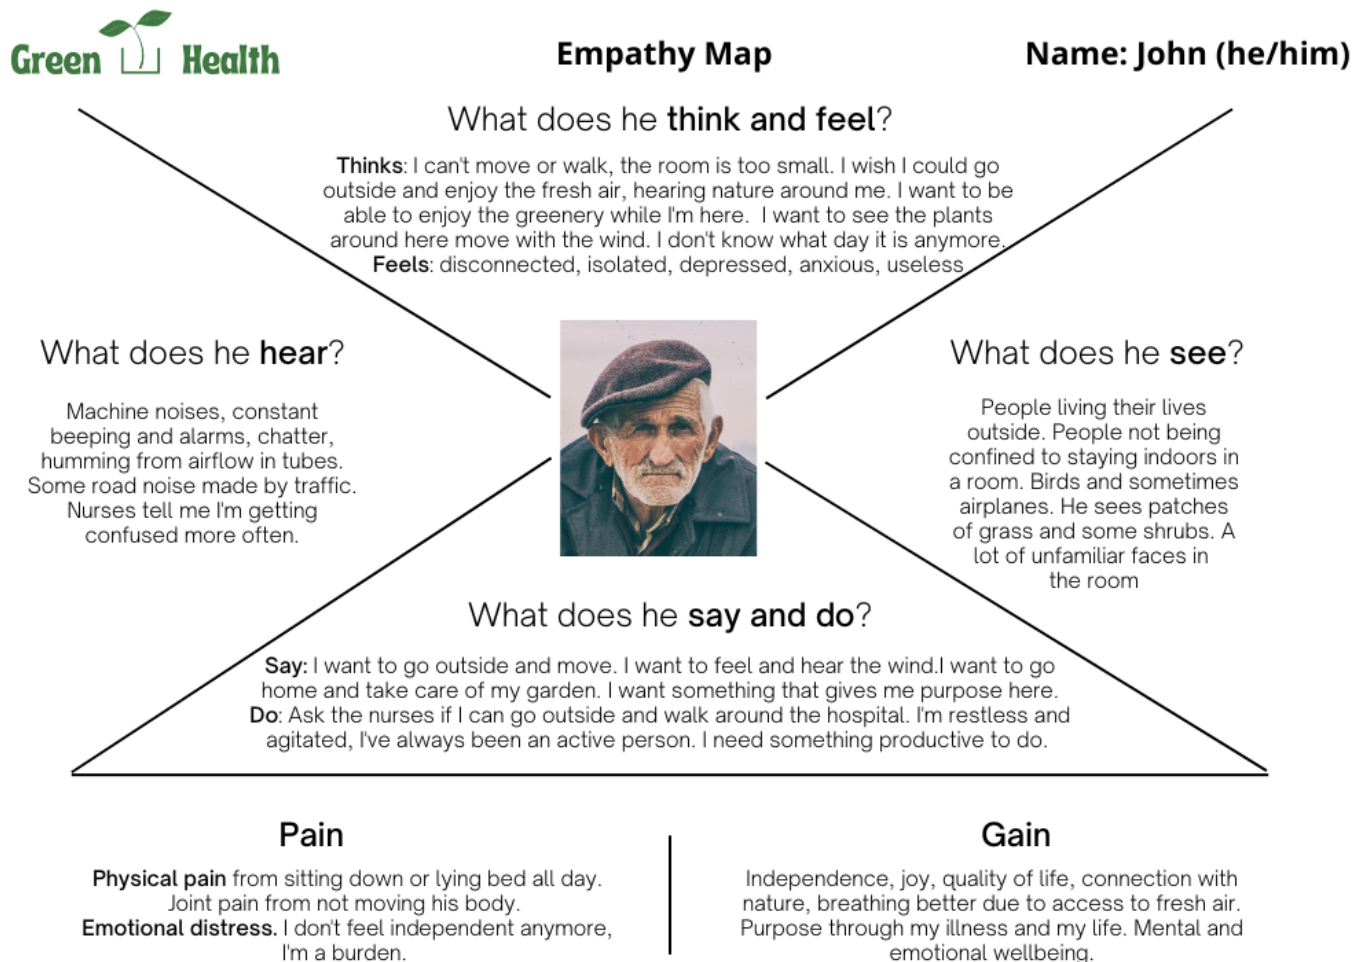 Green Health
Empathy Map
Name: John (he/him)
What does he think and feel?
Thinks: I can't move or walk, the room is too small. I wish I could go
outside and enjoy the fresh air, hearing nature around me. I want to be
able to enjoy the greenery while I'm here.  I want to see the plants
around here move with the wind. I don't know what day it is anymore.
Feels: disconnected, isolated, depressed, anxious, useless
What does he hear?
Machine noises, constant
beeping and alarms, chatter,
humming from airflow in tubes.
Some road noise made by traffic.
Nurses tell me I'm getting
confused more often.
What does he see?
People living their lives
outside. People not being
confined to staying indoors in
a room. Birds and sometimes
airplanes. He sees patches
of grass and some shrubs. A
lot of unfamiliar faces in
the room
What does he say and do?
Say: I want to go outside and move. I want to feel and hear the wind.I want to go
home and take care of my garden. I want something that gives me purpose here.
Do: Ask the nurses if I can go outside and walk around the hospital. I'm restless and
agitated, I've always been an active person. I need something productive to do.
Pain
Physical pain from sitting down or lying bed all day.
Joint pain from not moving his body.
Emotional distress. I don't feel independent anymore,
I'm a burden.
Gain
Independence, joy, quality of life, connection with
nature, breathing better due to access to fresh air.
Purpose through my illness and my life. Mental and
emotional wellbeing.